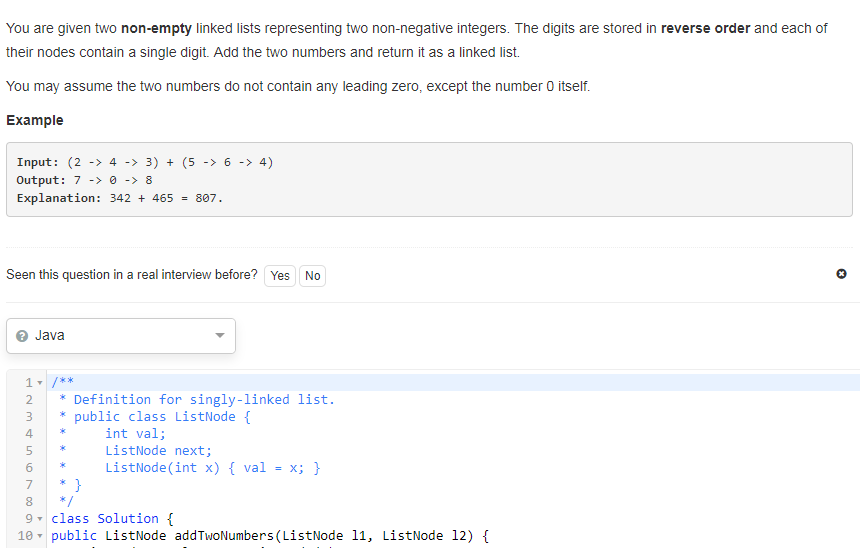 You are given two non-empty linked lists representing two non-negative integers. The digits are stored in reverse order and each of
their nodes contain a single digit. Add the two numbers and return it as a linked list.
You may assume the two numbers do not contain any leading zero, except the number 0 itself.
Example
Input: (2 -> 4 -> 3) + (5 -> 6 -> 4)
Output: 7 -> 0 -> 8
Explanation: 342 + 465 = 807.
Seen this question in a real interview before? Yes No
Java
1 /**
2  * Definition for singly-linked list.
3  * public class ListNode {
4  *     int val;
5  *     ListNode next;
6  *     ListNode(int x) { val = x; }
7  * }
8  */
9 class Solution {
10 public ListNode addTwoNumbers(ListNode l1, ListNode l2) {